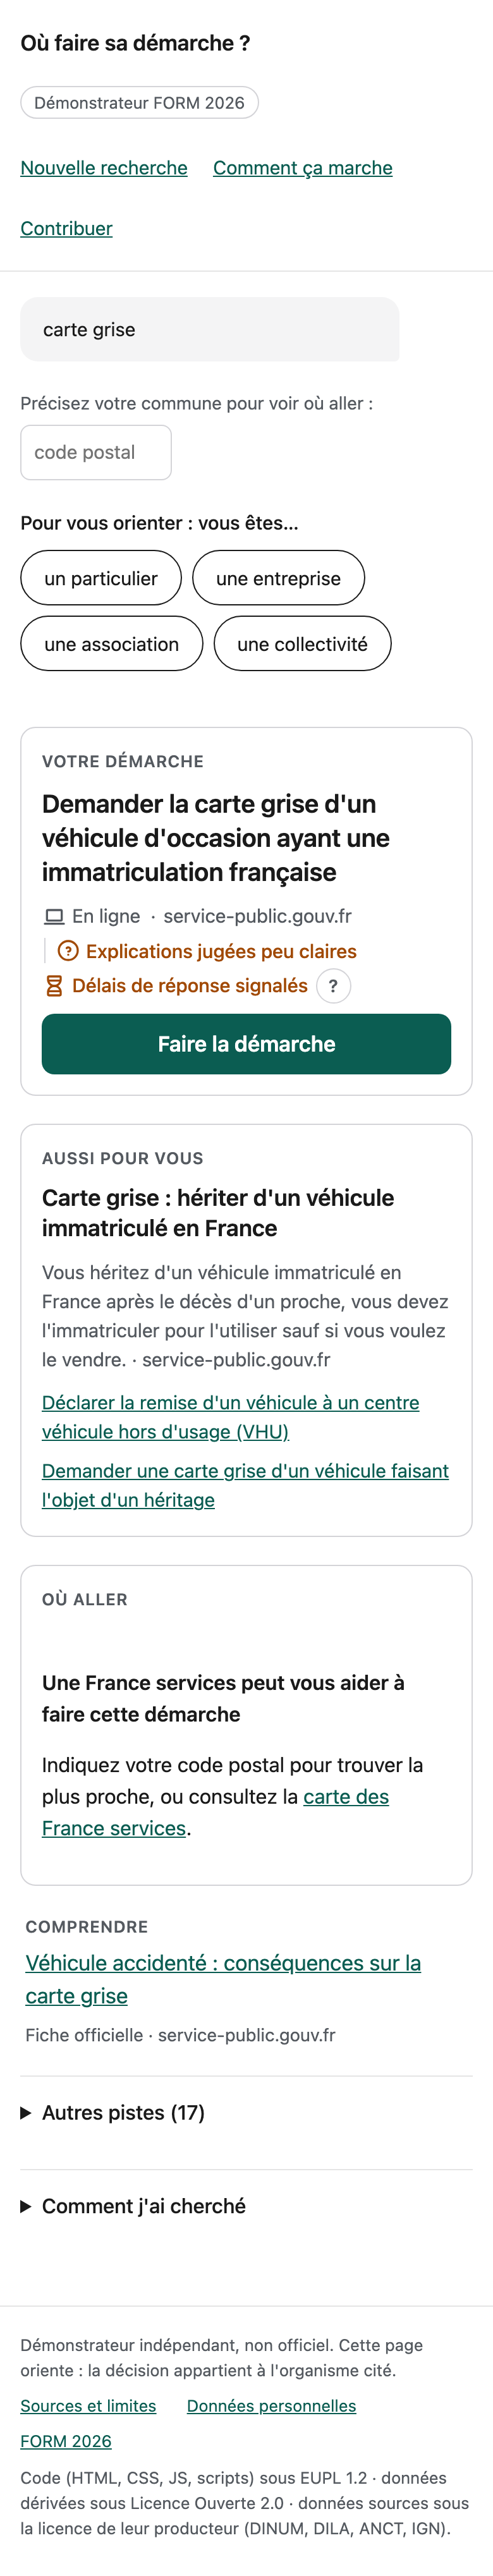 Où faire sa démarche ?
Démonstrateur FORM 2026
Nouvelle recherche Comment ça marche
Contribuer
carte grise
Précisez votre commune pour voir où aller :
code postal
Pour vous orienter : vous êtes...
un particulier une entreprise
une association une collectivité
VOTRE DÉMARCHE
Demander la carte grise d'un
véhicule d'occasion ayant une
immatriculation française
En ligne · service-public.gouv.fr
? Explications jugées peu claires
Délais de réponse signalés ?
Faire la démarche
AUSSI POUR VOUS
Carte grise : hériter d'un véhicule
immatriculé en France
Vous héritez d'un véhicule immatriculé en
France après le décès d'un proche, vous devez
l'immatriculer pour l'utiliser sauf si vous voulez
le vendre. · service-public.gouv.fr
Déclarer la remise d'un véhicule à un centre
véhicule hors d'usage (VHU)
Demander une carte grise d'un véhicule faisant
l'objet d'un héritage
OÙ ALLER
Une France services peut vous aider à
faire cette démarche
Indiquez votre code postal pour trouver la
plus proche, ou consultez la carte des
France services.
COMPRENDRE
Véhicule accidenté : conséquences sur la
carte grise
Fiche officielle · service-public.gouv.fr
Autres pistes (17)
Comment j'ai cherché
Démonstrateur indépendant, non officiel. Cette page
oriente : la décision appartient à l'organisme cité.
Sources et limites Données personnelles
FORM 2026
Code (HTML, CSS, JS, scripts) sous EUPL 1.2 · données
dérivées sous Licence Ouverte 2.0 · données sources sous
la licence de leur producteur (DINUM, DILA, ANCT, IGN).